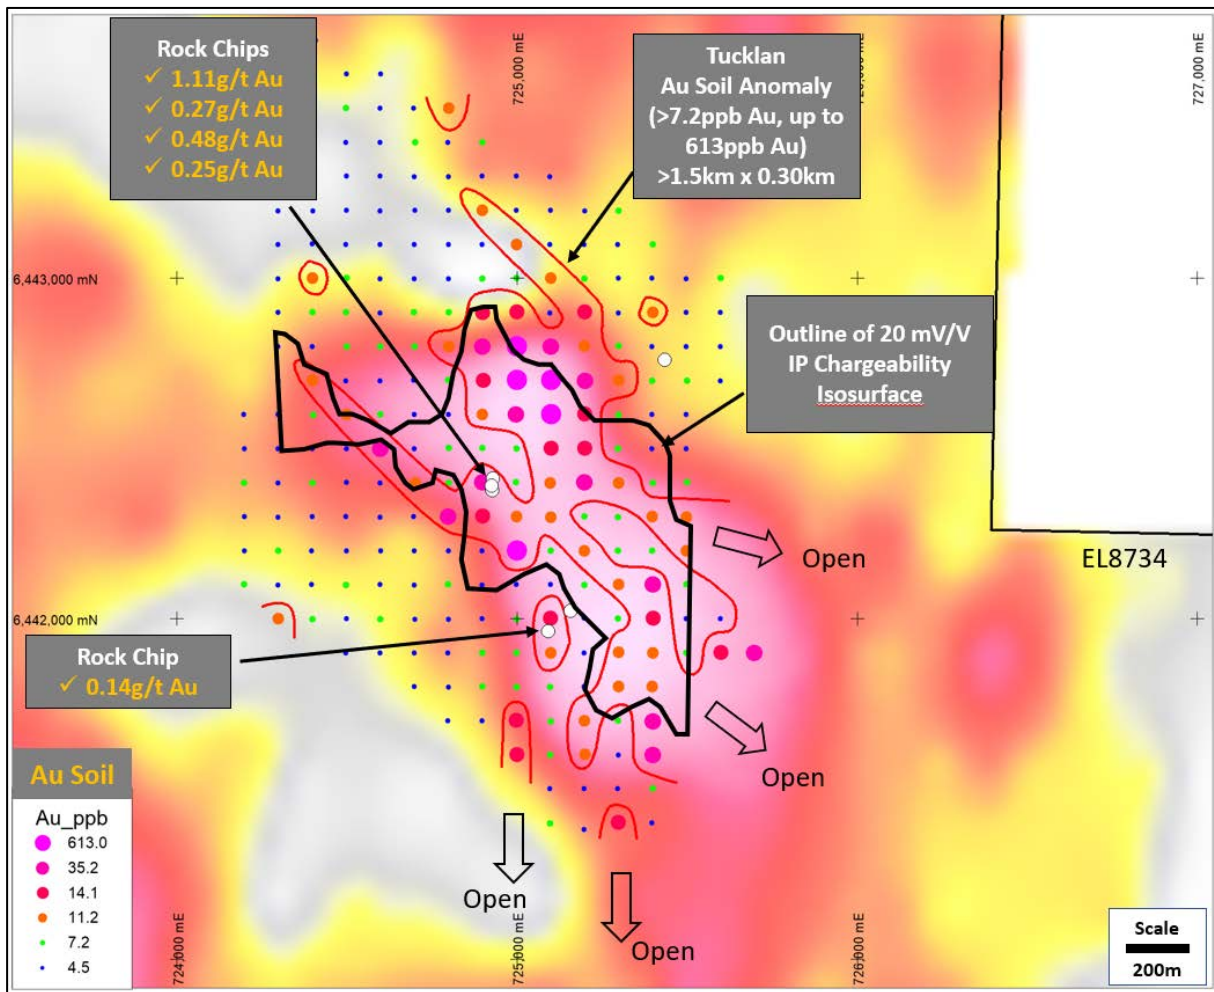 Rock Chips
✓ 1.11g/t Au
✓ 0.27g/t Au
✓ 0.48g/t Au
✓ 0.25g/t Au
725,000 mE
Tucklan
Au Soil Anomaly
(>7.2ppb Au, up to
613ppb Au)
>1.5km x 0.30km
727,000 mE
6,443,000 mN
Outline of 20 mV/V
IP Chargeability
Isosurface
Open
EL8734
6,442,000 mN
Rock Chip
✓ 0.14g/t Au
Open
Au Soil
Au_ppb
613.0
35.2
14.1
11.2
7.2
4.5
Open
Open
724,000 mE
725,000 mE
726,000 mE
Scale
200m